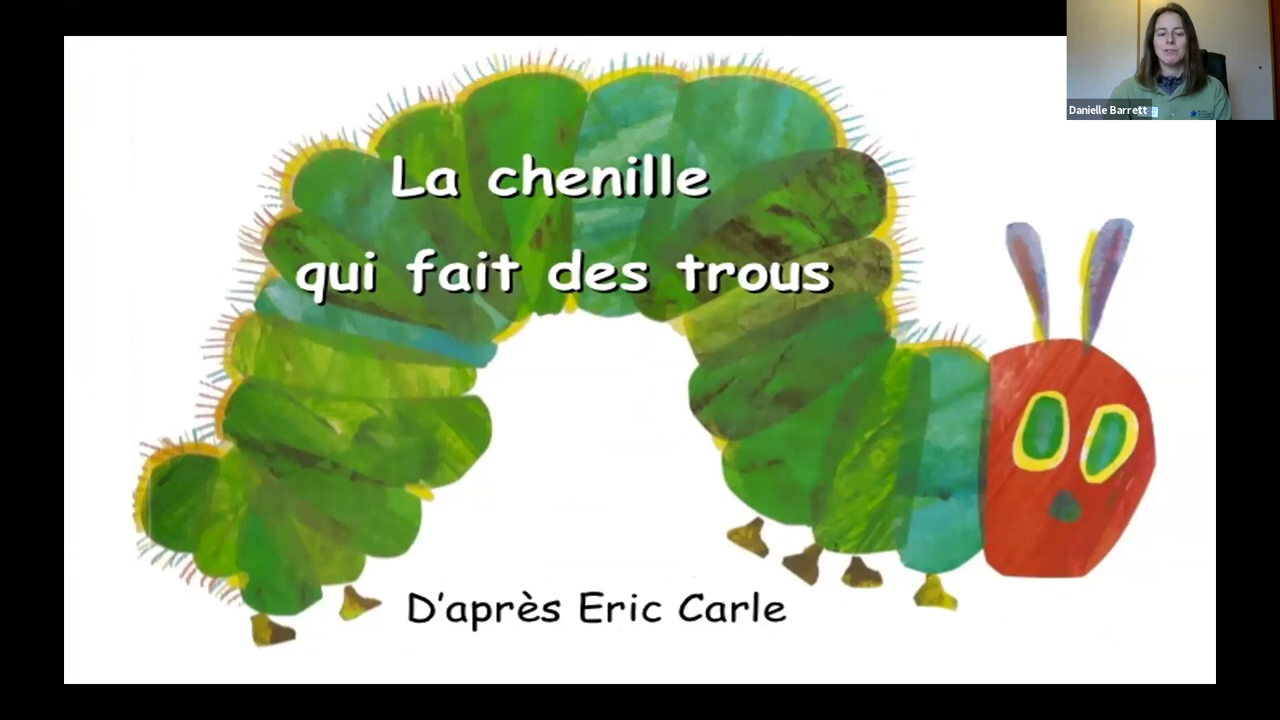 La chenille
qui fait des trous
D'après Eric Carle
Danielle Barrett